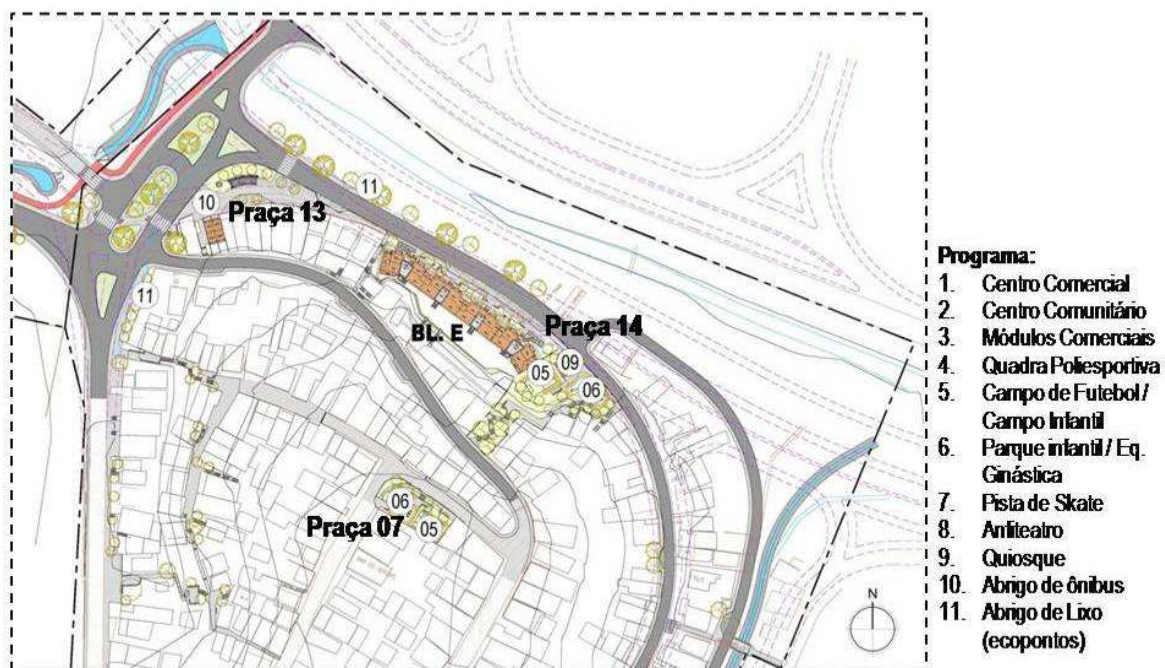 10
Praça 13
11
11
BL. E
Praça 14
05
09
06
06
Praça 07
05
N
Programa:
1. Centro Comercial
2. Centro Comunitário
3. Módulos Comerciais
4. Quadra Poliesportiva
5. Campo de Futebol /
Campo Infantil
6. Parque infantil / Eq.
Ginástica
7. Pista de Skate
8. Anfiteatro
9. Quiosque
10. Abrigo de ônibus
11. Abrigo de Lixo
(ecopontos)